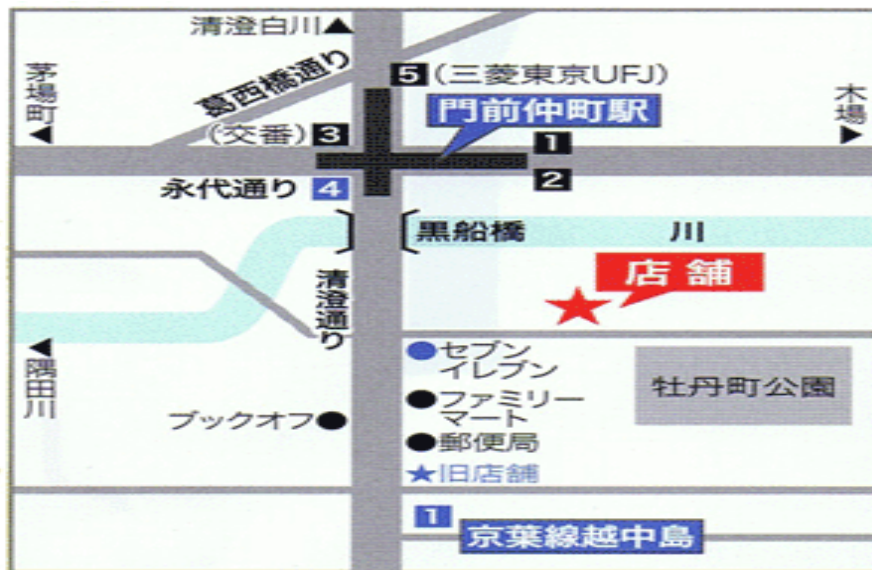 清澄白川▲
葛西橋通り
5(三菱東京UFJ)
茅場町
◀
門前仲町駅
木場
▶
(交番)3
1
永代通り 4
2
黒船橋
川
店舗
★
清澄通り
◀
隅田川
●セブン
イレブン
牡丹町公園
●ファミリー
マート
ブックオフ●
●郵便局
★旧店舗
1
京葉線越中島